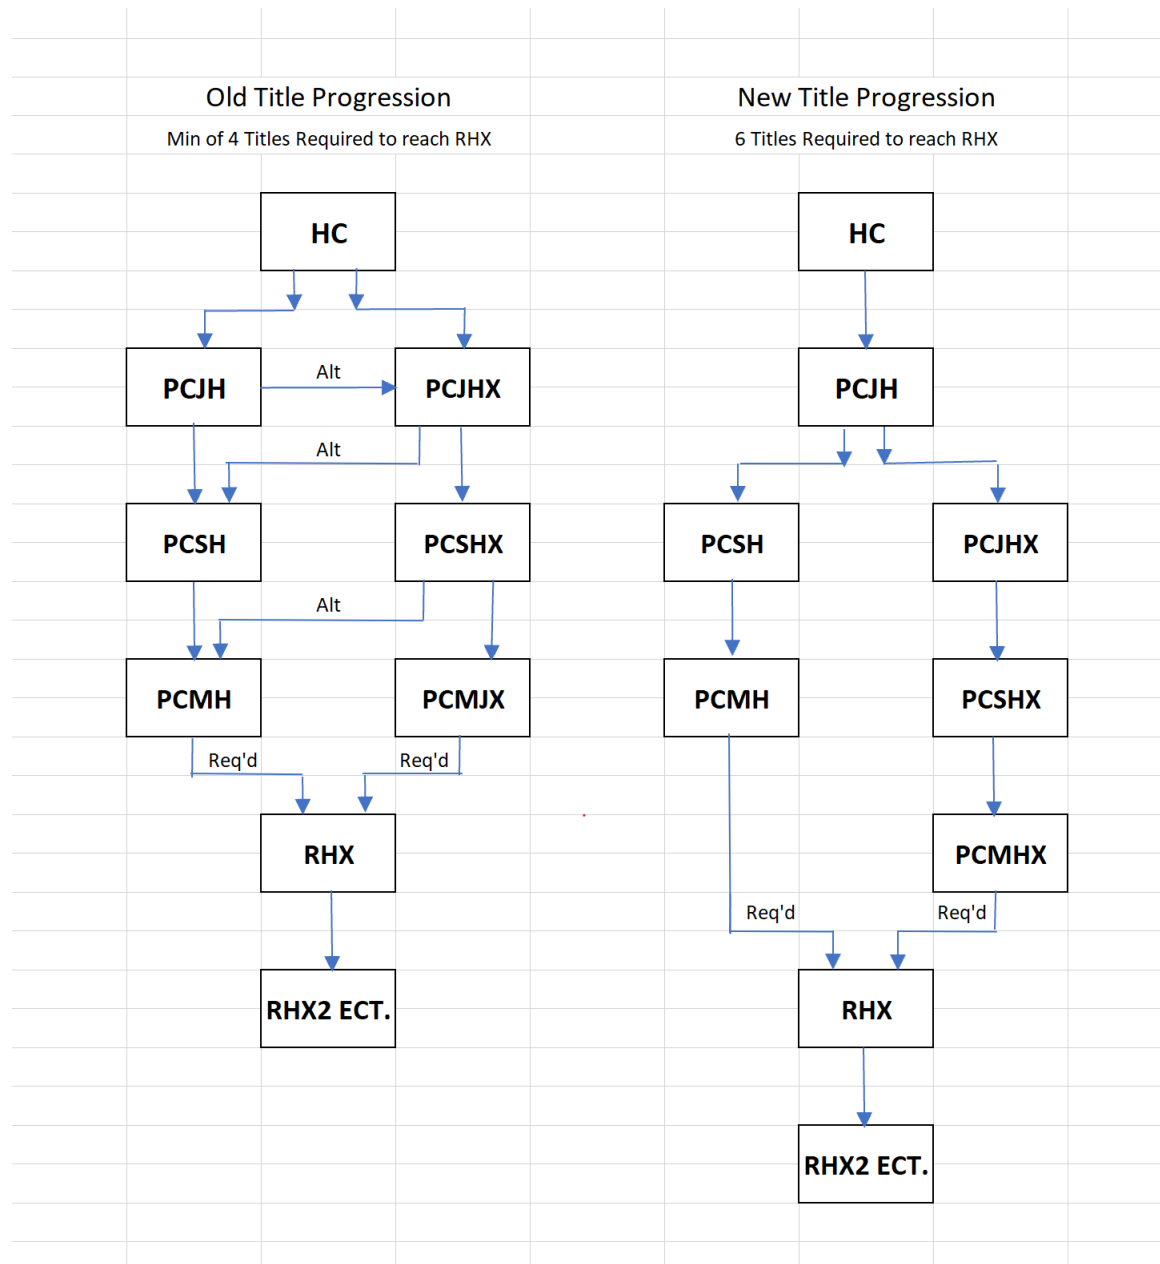 Old Title Progression
Min of 4 Titles Required to reach RHX
HC
PCJH
Alt
PCJHX
Alt
PCSH
PCSHX
Alt
PCMH
PCMJX
Req'd
Req'd
RHX
RHX2 ECT.
New Title Progression
6 Titles Required to reach RHX
HC
PCJH
PCSH
PCJHX
PCMH
PCSHX
PCMHX
Req'd
Req'd
RHX
RHX2 ECT.